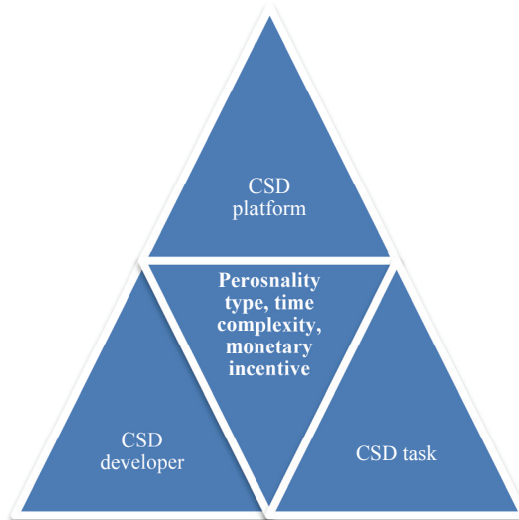 CSD
platform
Perosnality
type, time
complexity,
monetary
incentive
CSD
developer
CSD task